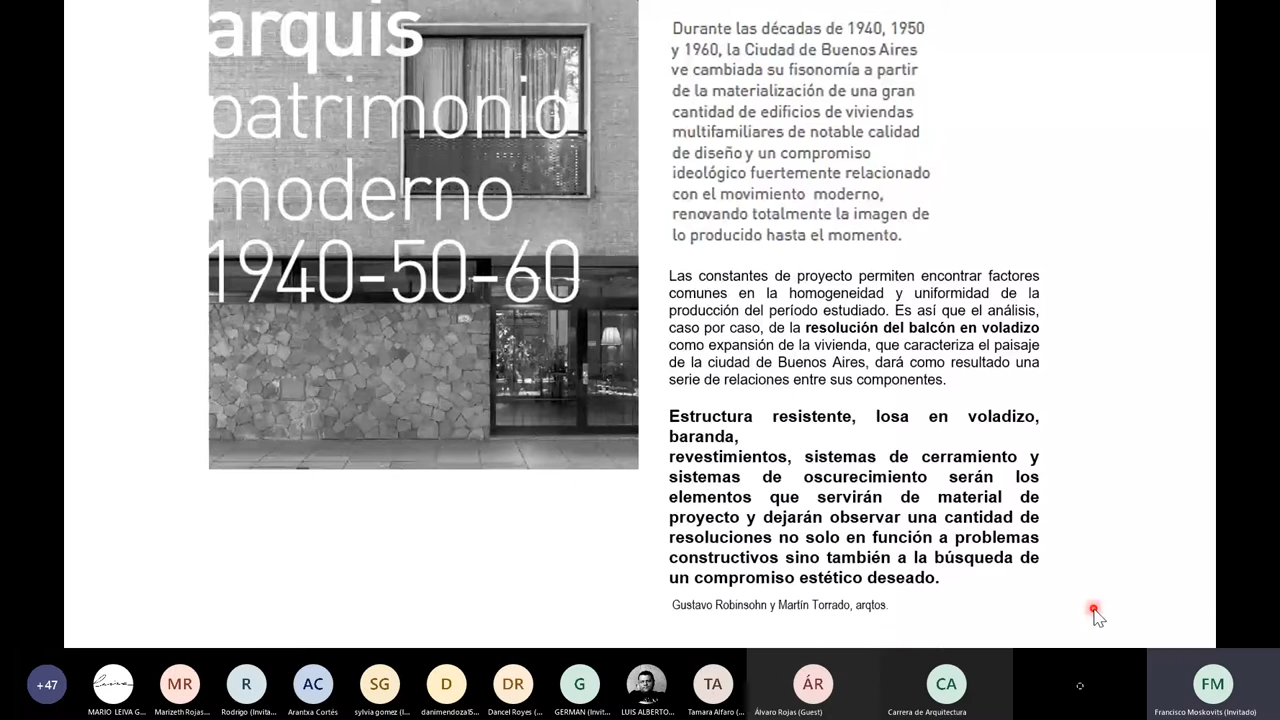 arquis
patrimonio
moderno
1940-50-60
Durante las décadas de 1940, 1950
y 1960, la Ciudad de Buenos Aires
ve cambiada su fisonomía a partir
de la materialización de una gran
cantidad de edificios de viviendas
multifamiliares de notable calidad
de diseño y un compromiso
ideológico fuertemente relacionado
con el movimiento moderno,
renovando totalmente la imagen de
lo producido hasta el momento.
Las constantes de proyecto permiten encontrar factores
comunes en la homogeneidad y uniformidad de la
producción del período estudiado. Es así que el análisis,
caso por caso, de la resolución del balcón en voladizo
como expansión de la vivienda, que caracteriza el paisaje
de la ciudad de Buenos Aires, dará como resultado una
serie de relaciones entre sus componentes.
Estructura resistente, losa en voladizo,
baranda,
revestimientos, sistemas de cerramiento y
sistemas de oscurecimiento serán los
elementos que servirán de material de
proyecto y dejarán observar una cantidad de
resoluciones no solo en función a problemas
constructivos sino también a la búsqueda de
un compromiso estético deseado.
Gustavo Robinsohn y Martín Torrado, arqtos.
+47 MR R AC SG D DR G TA ÁR CA FM
MARIO LEIVA G... Marizeth Rojas... Rodrigo (Invita... Arantxa Cortés sylvia gomez (I... danimendoza15... Dancel Royes (... GERMAN (Invit... LUIS ALBERTO... Tamara Alfaro (... Álvaro Rojas (Guest) Carrera de Arquitectura Francisco Moskovits (Invitado)